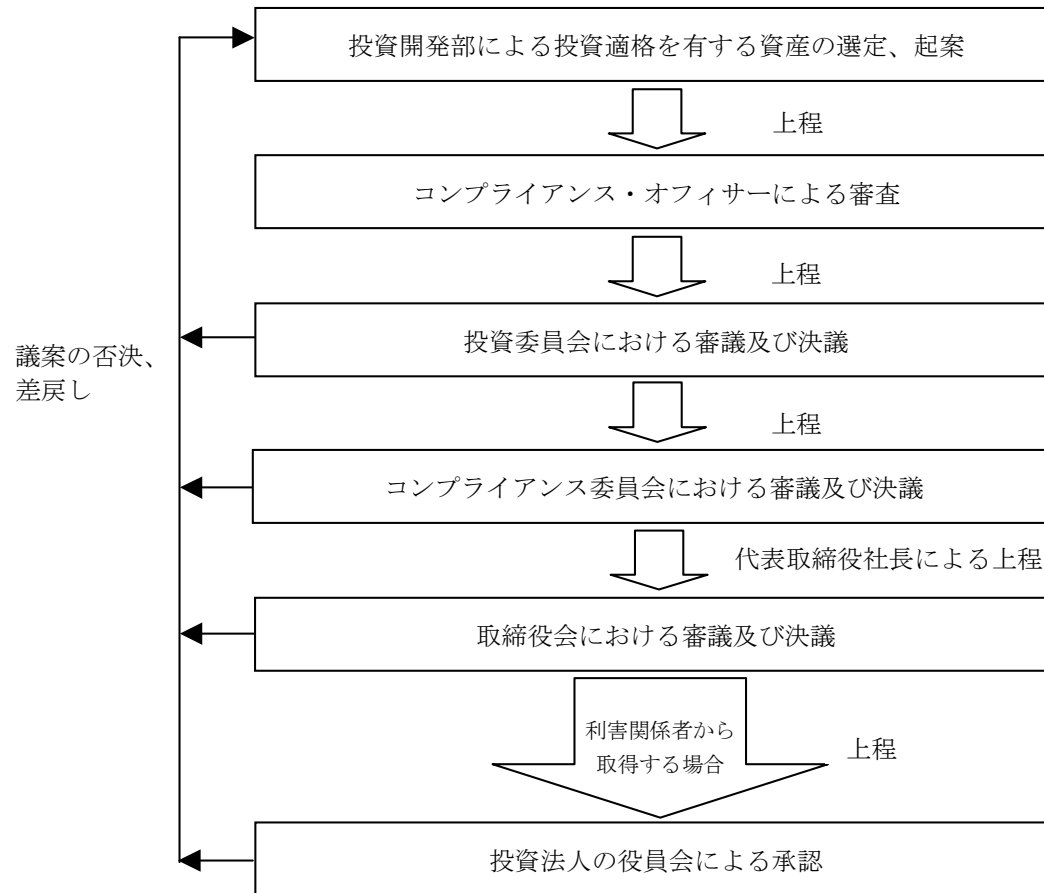 投資開発部による投資適格を有する資産の選定、起案
上程
コンプライアンス・オフィサーによる審査
上程
投資委員会における審議及び決議
議案の否決、
差戻し
上程
コンプライアンス委員会における審議及び決議
代表取締役社長による上程
取締役会における審議及び決議
利害関係者から
取得する場合
上程
投資法人の役員会による承認